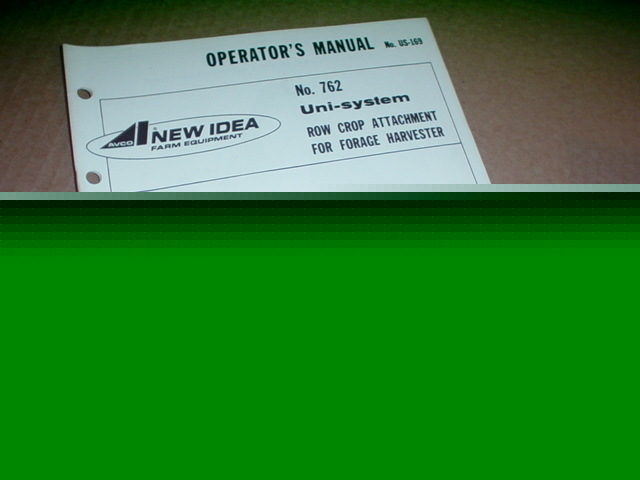 OPERATOR'S MANUAL No. US-169
No. 762
Uni-system
ROW CROP ATTACHMENT
FOR FORAGE HARVESTER
AVCO NEW IDEA
FARM EQUIPMENT